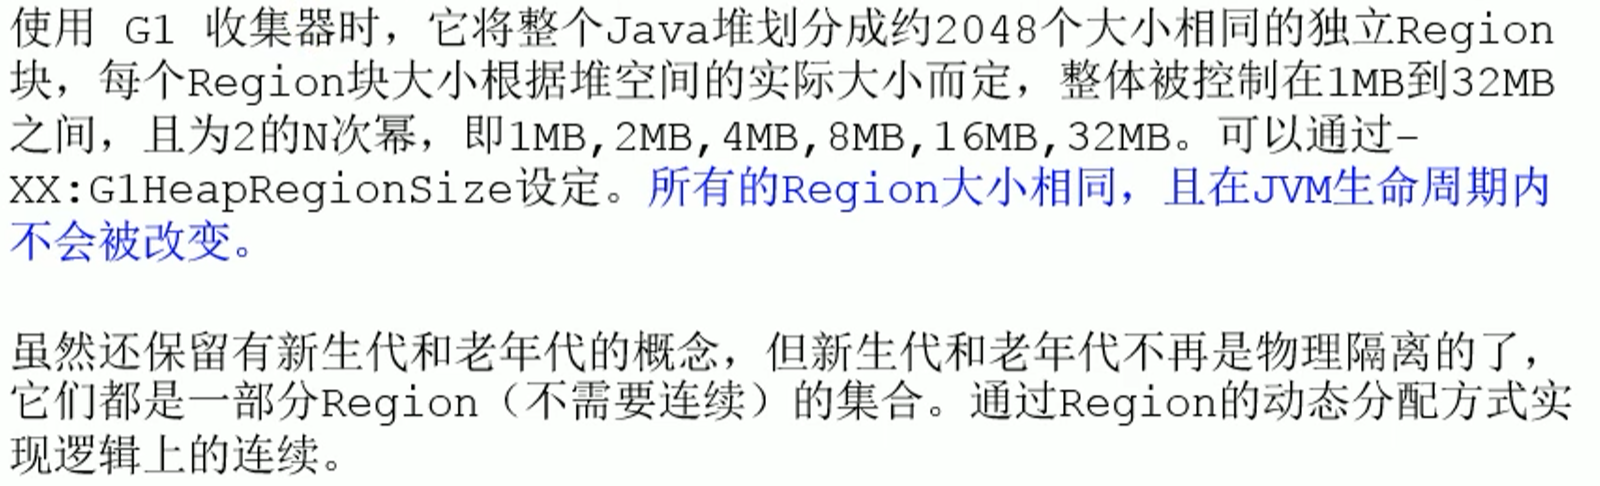 使用 G1 收集器时，它将整个Java堆划分成约2048个大小相同的独立Region
块，每个Region块大小根据堆空间的实际大小而定，整体被控制在1MB到32MB
之间，且为2的N次幂，即1MB,2MB,4MB,8MB,16MB,32MB。可以通过-
XX:G1HeapRegionSize设定。所有的Region大小相同，且在JVM生命周期内
不会被改变。
虽然还保留有新生代和老年代的概念，但新生代和老年代不再是物理隔离的了，
它们都是一部分Region（不需要连续）的集合。通过Region的动态分配方式实
现逻辑上的连续。